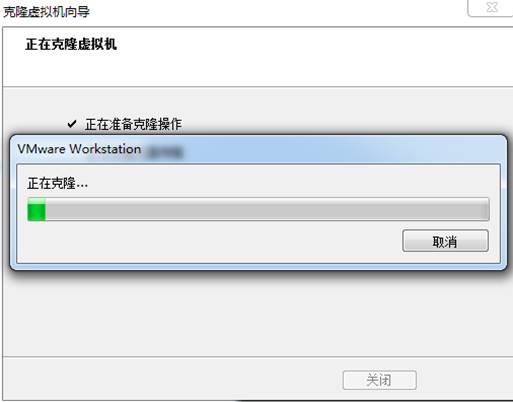 克隆虚拟机向导
正在克隆虚拟机
正在准备克隆操作
VMware Workstation
正在克隆...
取消
关闭